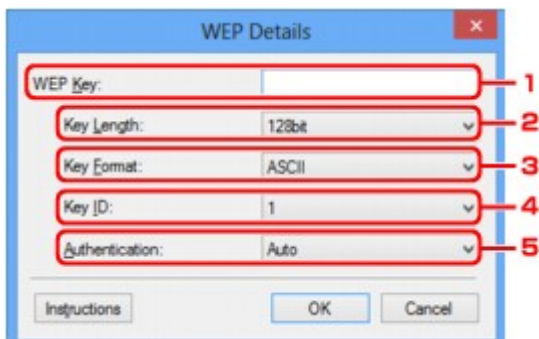 WEP Details
WEP Key: 1
Key Length: 128bit 2
Key Format: ASCII 3
Key ID: 1 4
Authentication: Auto 5
Instructions OK Cancel